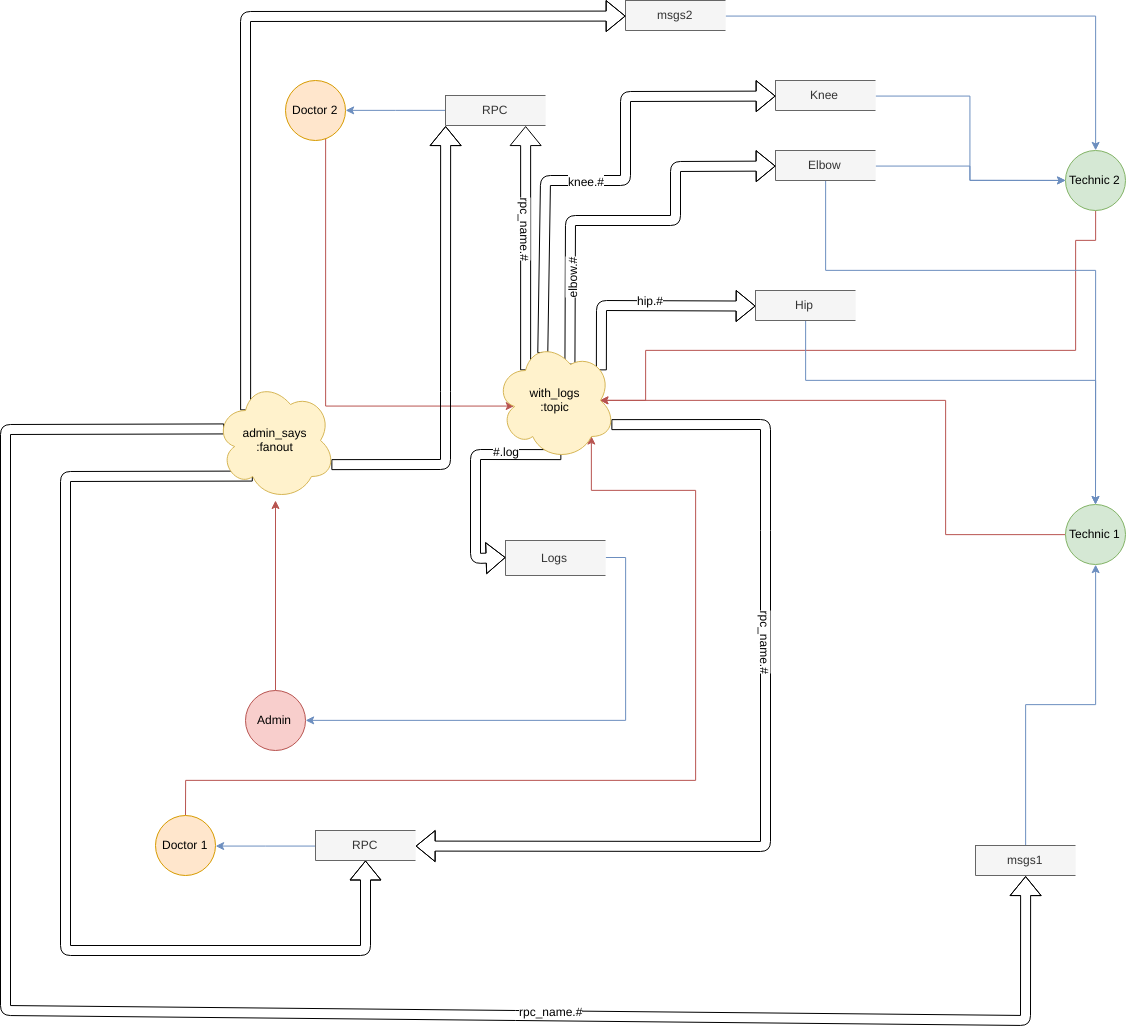 msgs2
Knee
RPC
Doctor 2
Elbow
Technic 2
knee.#
rpc_name.#
elbow.#
hip.#
Hip
with_logs
:topic
admin_says
:fanout
#.log
Logs
Technic 1
rpc_name.#
Admin
Doctor 1
RPC
msgs1
rpc_name.#